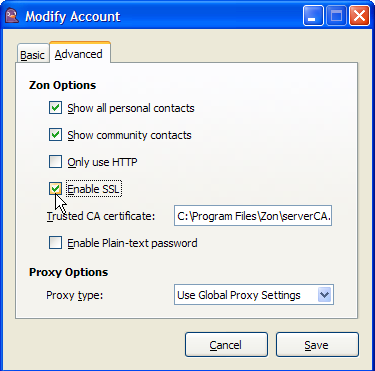 Modify Account
Basic
Advanced
Zon Options
Show all personal contacts
Show community contacts
Only use HTTP
Enable SSL
Trusted CA certificate: C:\Program Files\Zon\serverCA.
Enable Plain-text password
Proxy Options
Proxy type: Use Global Proxy Settings
Cancel Save